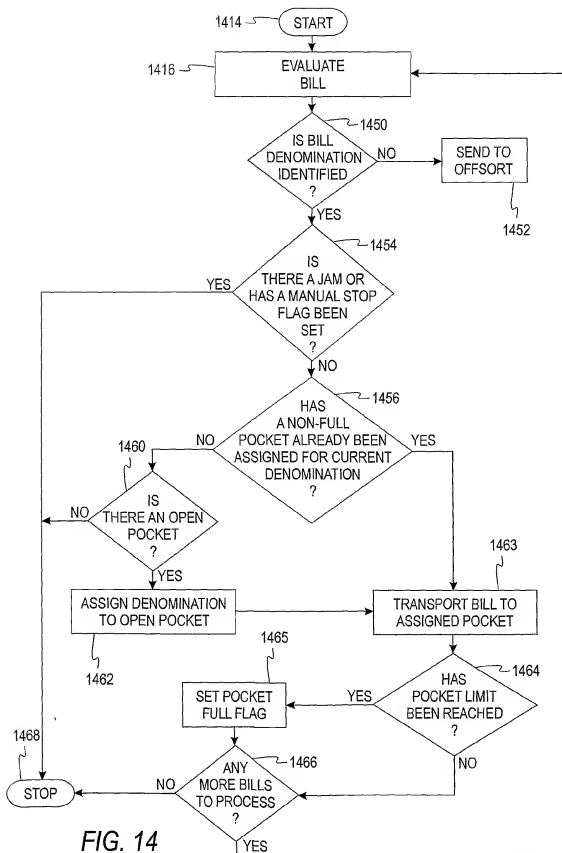 1414
START
1416
EVALUATE
BILL
1450
IS BILL
DENOMINATION
IDENTIFIED
?
NO
SEND TO
OFFSORT
1452
YES
1454
IS
THERE A JAM OR
HAS A MANUAL STOP
FLAG BEEN
SET
?
YES
NO
1456
HAS
A NON-FULL
POCKET ALREADY BEEN
ASSIGNED FOR CURRENT
DENOMINATION
?
NO
YES
1460
IS
THERE AN OPEN
POCKET
?
NO
YES
ASSIGN DENOMINATION
TO OPEN POCKET
1462
1463
TRANSPORT BILL TO
ASSIGNED POCKET
1464
HAS
POCKET LIMIT
BEEN REACHED
?
YES
NO
1465
SET POCKET
FULL FLAG
1466
ANY
MORE BILLS
TO PROCESS
?
NO
YES
1468
STOP
FIG. 14